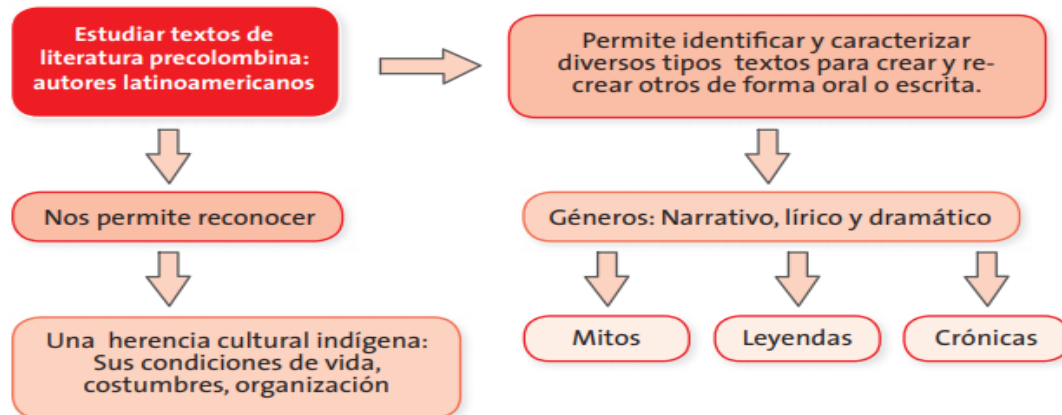 Estudiar textos de
literatura precolombina:
autores latinoamericanos
Permite identificar y caracterizar
diversos tipos textos para crear y re-
crear otros de forma oral o escrita.
Nos permite reconocer
Géneros: Narrativo, lírico y dramático
Una herencia cultural indígena:
Sus condiciones de vida,
costumbres, organización
Mitos
Leyendas
Crónicas